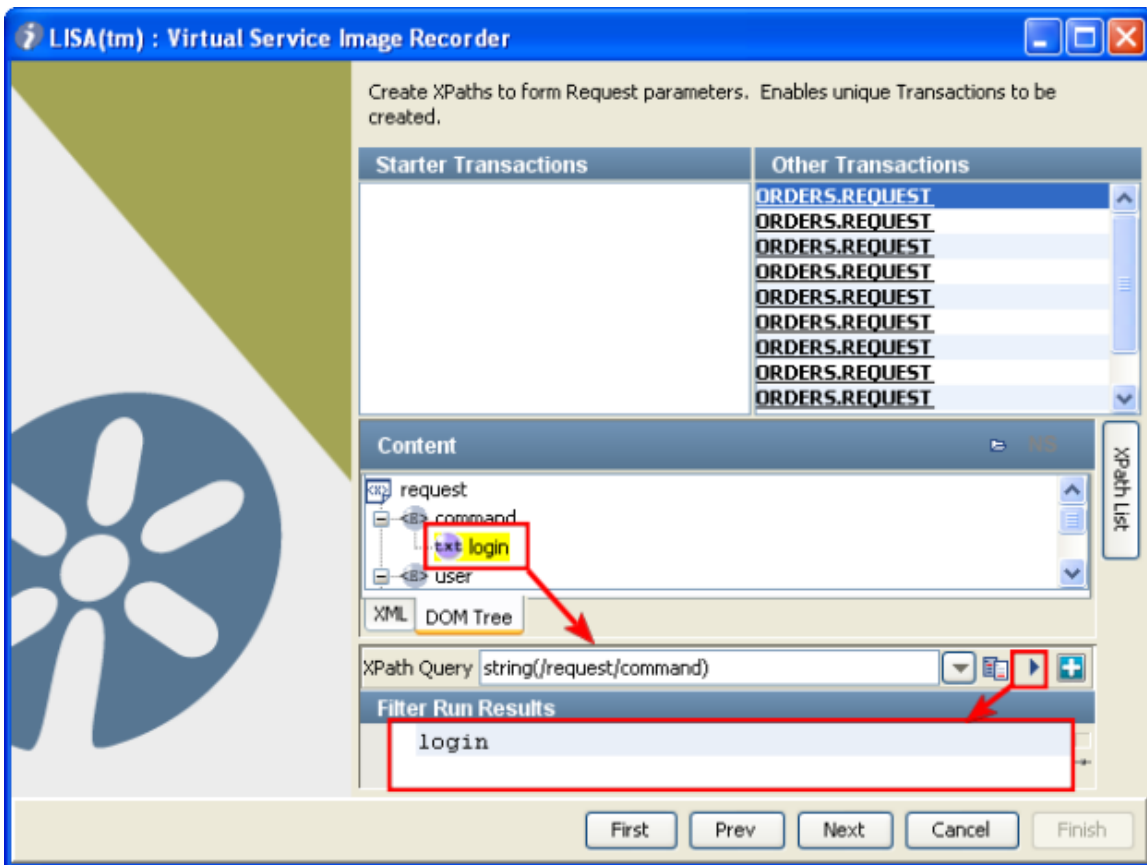 LISA(tm) : Virtual Service Image Recorder
Create XPaths to form Request parameters.  Enables unique Transactions to be
created.
Starter Transactions
Other Transactions
ORDERS.REQUEST
ORDERS.REQUEST
ORDERS.REQUEST
ORDERS.REQUEST
ORDERS.REQUEST
ORDERS.REQUEST
ORDERS.REQUEST
ORDERS.REQUEST
ORDERS.REQUEST
Content
XPath List
request
<E> command
txt login
<E> user
XML DOM Tree
XPath Query string(/request/command)
Filter Run Results
login
First Prev Next Cancel Finish